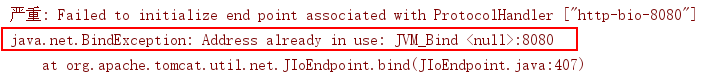 严重: Failed to initialize end point associated with ProtocolHandler ["http-bio-8080"]
java.net.BindException: Address already in use: JVM_Bind <null>:8080
at org.apache.tomcat.util.net.JIoEndpoint.bind(JIoEndpoint.java:407)